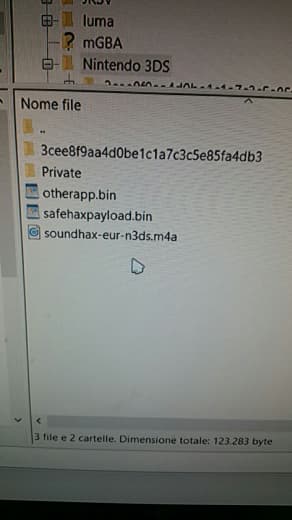 luma
mGBA
Nintendo 3DS
Nome file
..
3cee8f9aa4d0be1c1a7c3c5e85fa4db3
Private
otherapp.bin
safehaxpayload.bin
soundhax-eur-n3ds.m4a
3 file e 2 cartelle. Dimensione totale: 123.283 byte